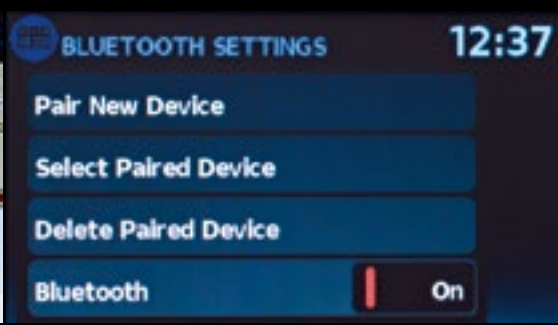 BLUETOOTH SETTINGS 12:37
Pair New Device
Select Paired Device
Delete Paired Device
Bluetooth On